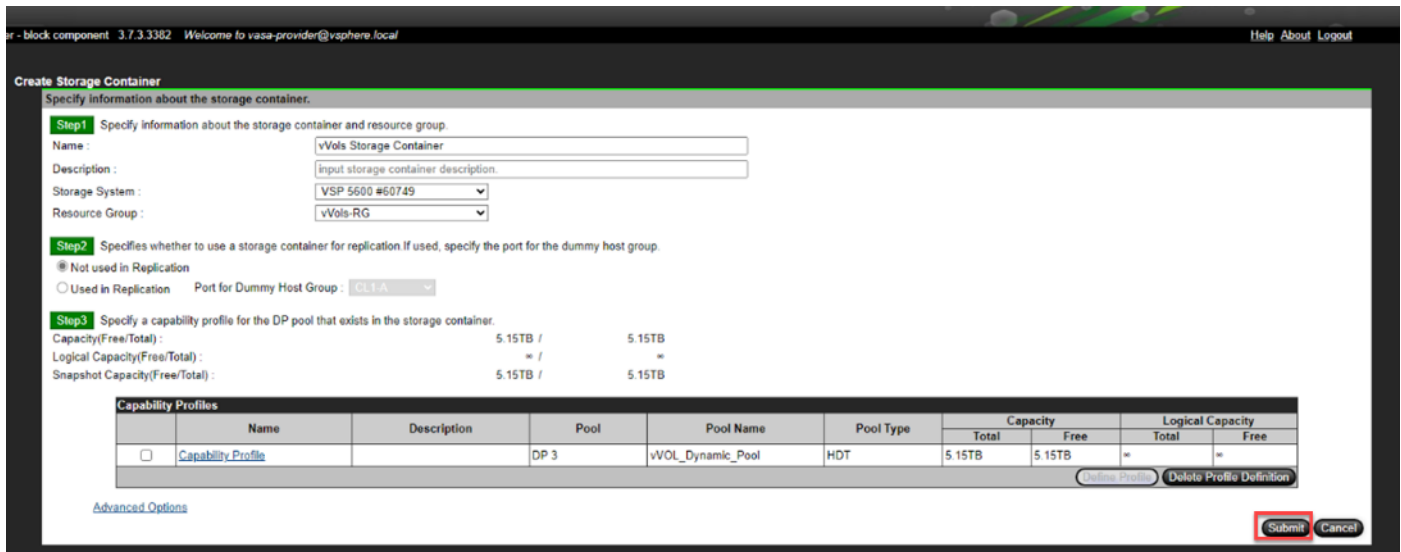 er - block component 3.7.3.3382 Welcome to vasa-provider@vsphere.local Help About Logout
Create Storage Container
Specify information about the storage container.
Step1 Specify information about the storage container and resource group.
Name : vVols Storage Container
Description : input storage container description.
Storage System : VSP 5600 #60749
Resource Group : vVols-RG
Step2 Specifies whether to use a storage container for replication.If used, specify the port for the dummy host group.
Not used in Replication
Used in Replication Port for Dummy Host Group : CL1-A
Step3 Specify a capability profile for the DP pool that exists in the storage container.
Capacity(Free/Total) : 5.15TB / 5.15TB
Logical Capacity(Free/Total) : ∞ / ∞
Snapshot Capacity(Free/Total) : 5.15TB / 5.15TB
Capability Profiles
Name Description Pool Pool Name Pool Type Capacity Logical Capacity
Total Free Total Free
Capability Profile DP 3 vVOL_Dynamic_Pool HDT 5.15TB 5.15TB ∞ ∞
Define Profile Delete Profile Definition
Advanced Options
Submit Cancel